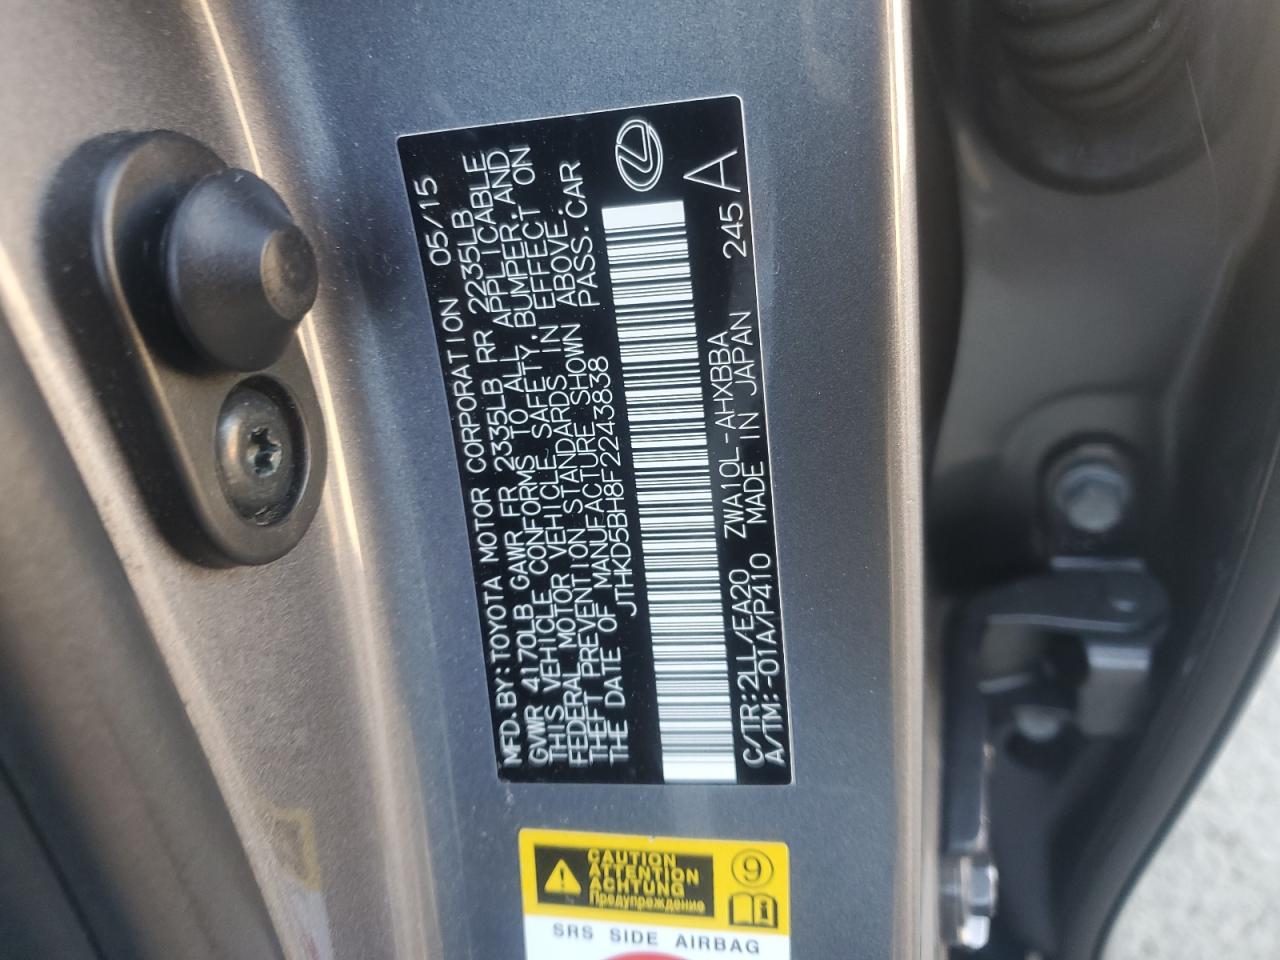 MFD. BY: TOYOTA MOTOR CORPORATION 05/15
GVWR 4170LB GAWR FR 2335LB RR 2235LB
THIS VEHICLE CONFORMS TO ALL APPLICABLE
FEDERAL MOTOR VEHICLE SAFETY, BUMPER, AND
THEFT PREVENTION STANDARDS IN EFFECT ON
THE DATE OF MANUFACTURE SHOWN ABOVE.
JTHKD5BH8F2243838 PASS. CAR
C/TR: 2LL/EA20 ZWA10L-AHXBBA 245
A/TM: -01A/P410 MADE IN JAPAN A
CAUTION
ATTENTION
ACHTUNG
Предупреждение
9
i
SRS SIDE AIRBAG